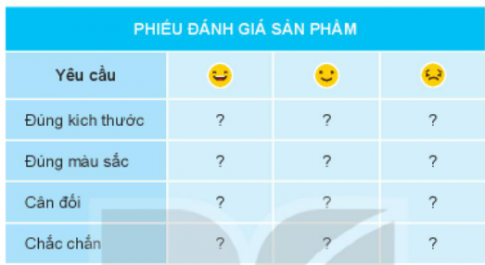 PHIẾU ĐÁNH GIÁ SẢN PHẨM
Yêu cầu
Đúng kích thước ? ? ?
Đúng màu sắc ? ? ?
Cân đối ? ? ?
Chắc chắn ? ? ?